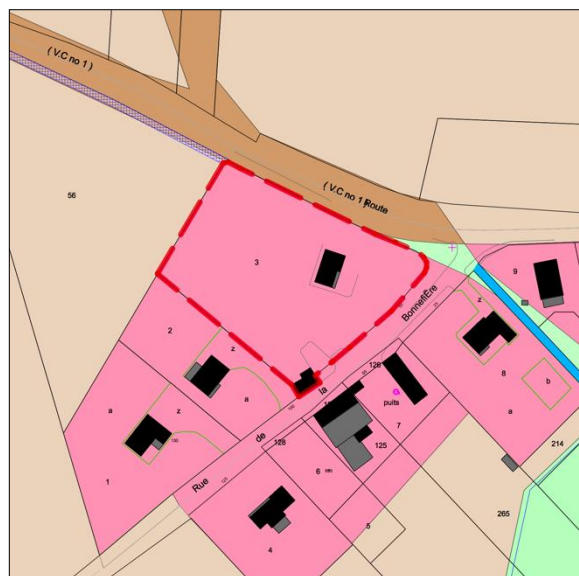 ( V.C no 1 )
56
( V.C no 1 )
Route
3
9
BonnefiÈre
z
2
z
8
b
126
la
puits
a
z
a
7
a
de
128
125
214
1
6
Rue
265
5
4